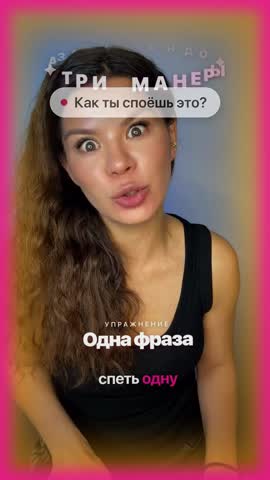 ТРИ МАНЕРЫ
Как ты споёшь это?
УПРАЖНЕНИЕ
Одна фраза
спеть одну